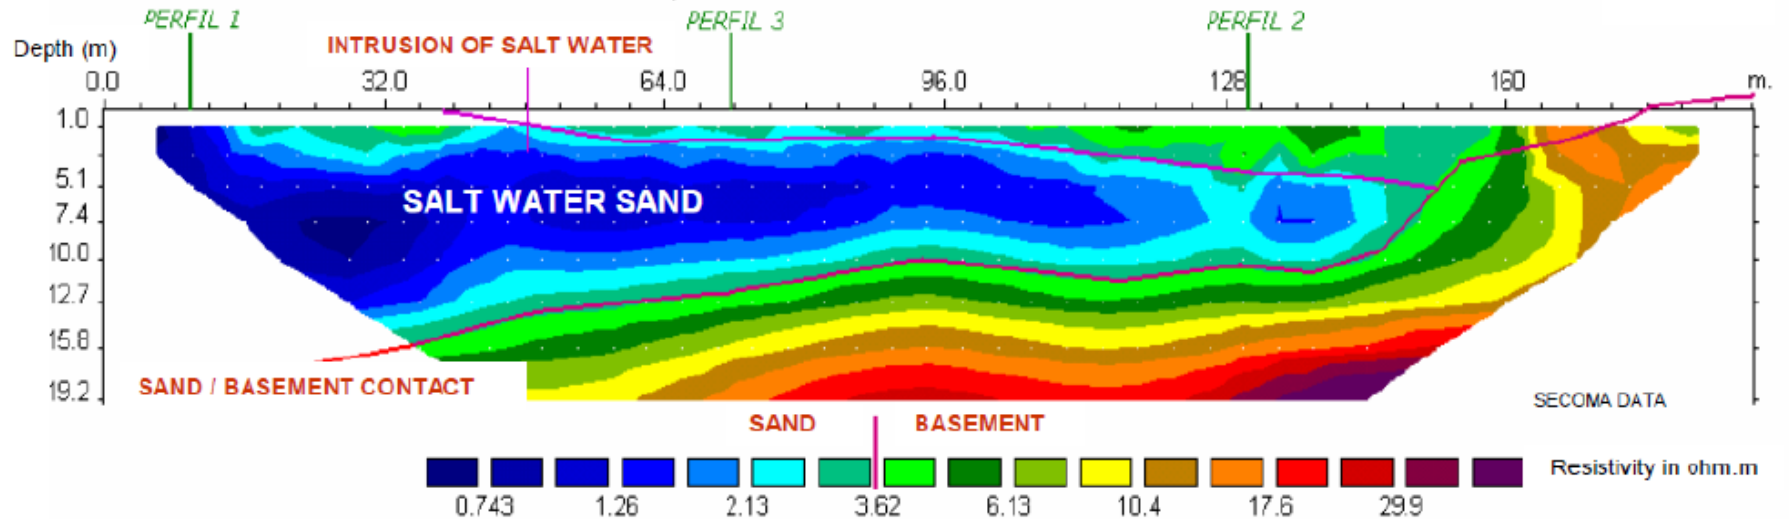 PERFIL 1 PERFIL 3 PERFIL 2
INTRUSION OF SALT WATER
Depth (m)
0.0 32.0 64.0 96.0 128 160 m.
1.0
5.1
7.4
10.0
12.7
15.8
19.2
SALT WATER SAND
SAND / BASEMENT CONTACT
SECOMA DATA
SAND BASEMENT
Resistivity in ohm.m
0.743 1.26 2.13 3.62 6.13 10.4 17.6 29.9